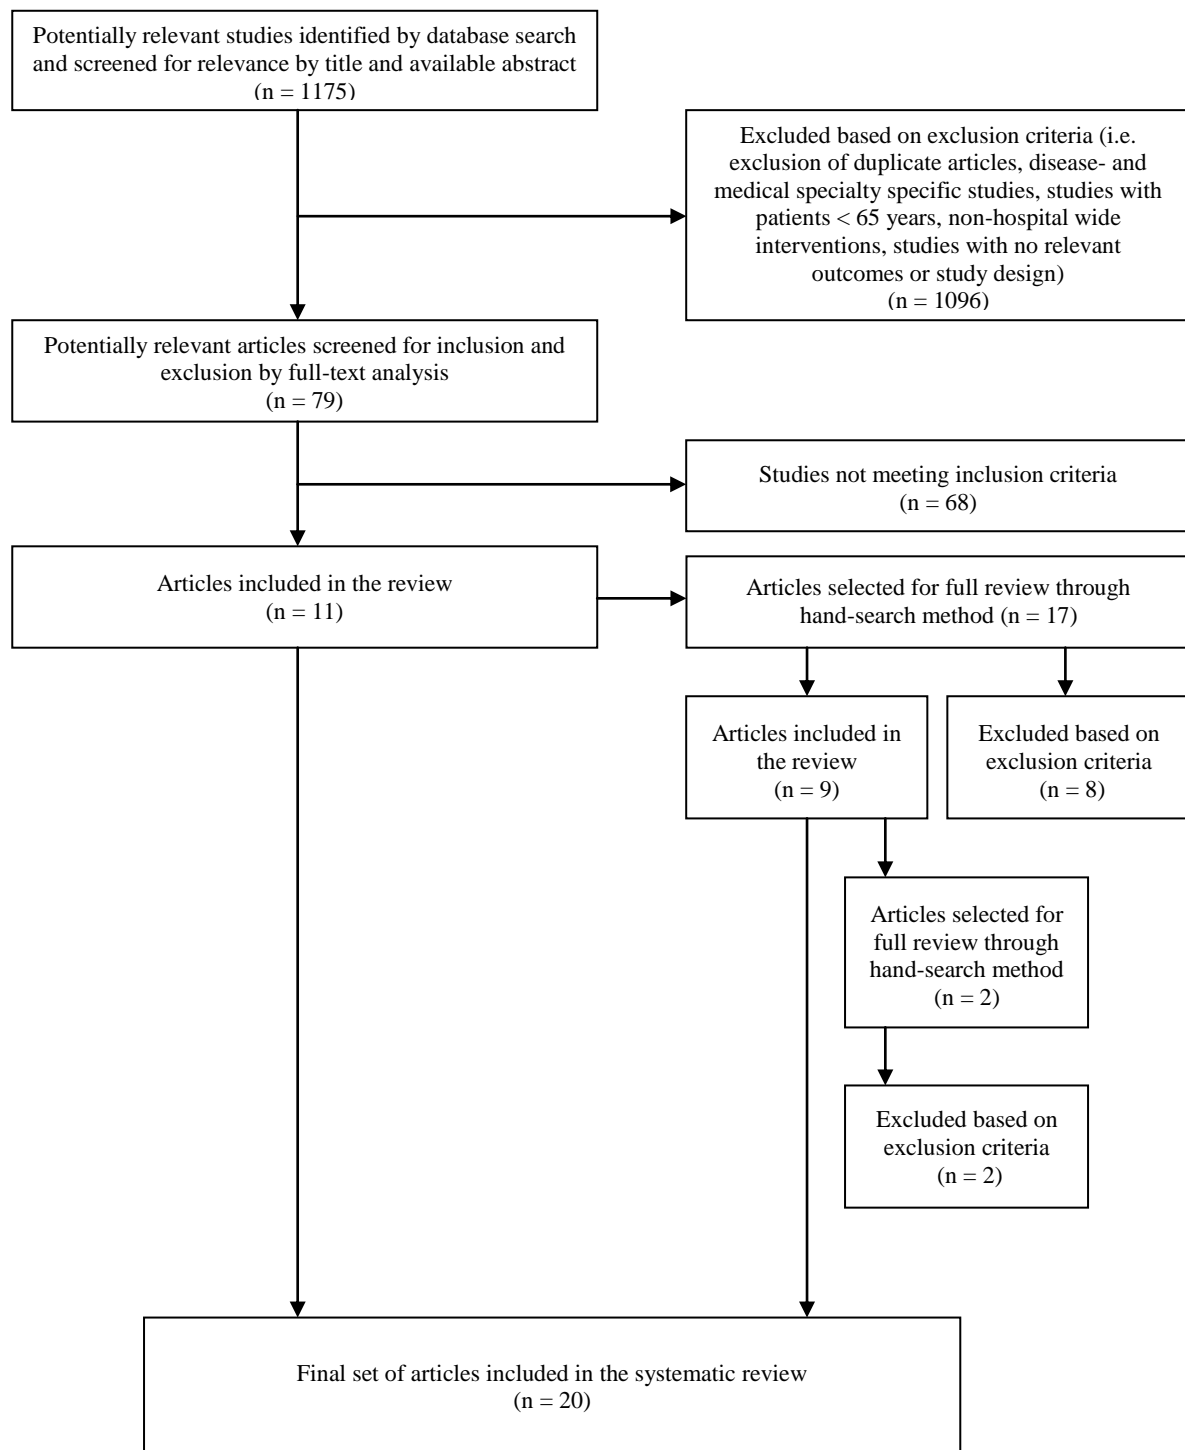 Potentially relevant studies identified by database search
and screened for relevance by title and available abstract
(n = 1175)
Excluded based on exclusion criteria (i.e.
exclusion of duplicate articles, disease- and
medical specialty specific studies, studies with
patients < 65 years, non-hospital wide
interventions, studies with no relevant
outcomes or study design)
(n = 1096)
Potentially relevant articles screened for inclusion and
exclusion by full-text analysis
(n = 79)
Studies not meeting inclusion criteria
(n = 68)
Articles included in the review
(n = 11)
Articles selected for full review through
hand-search method (n = 17)
Articles included in
the review
(n = 9)
Excluded based on
exclusion criteria
(n = 8)
Articles selected for
full review through
hand-search method
(n = 2)
Excluded based on
exclusion criteria
(n = 2)
Final set of articles included in the systematic review
(n = 20)